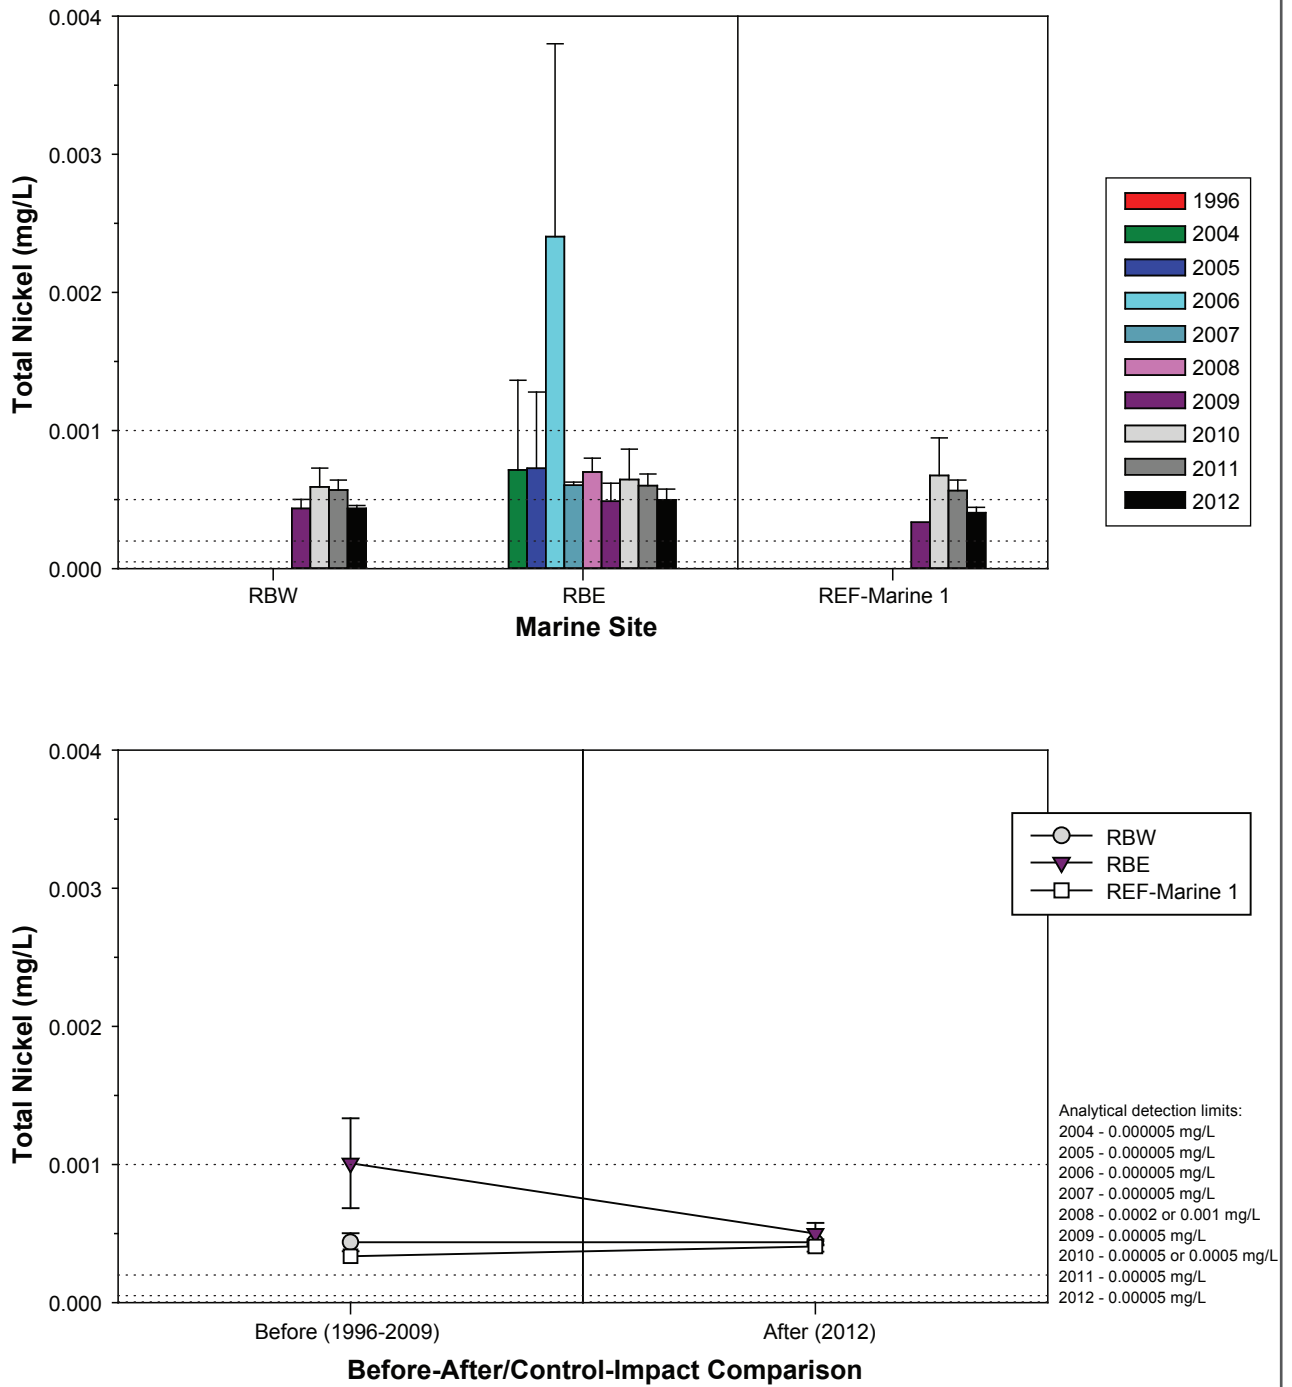 0.004
0.003
0.002
0.001
0.000
Total Nickel (mg/L)
RBW
RBE
REF-Marine 1
Marine Site
1996
2004
2005
2006
2007
2008
2009
2010
2011
2012
0.004
0.003
0.002
0.001
0.000
Total Nickel (mg/L)
RBW
RBE
REF-Marine 1
Analytical detection limits:
2004 - 0.000005 mg/L
2005 - 0.000005 mg/L
2006 - 0.000005 mg/L
2007 - 0.000005 mg/L
2008 - 0.0002 or 0.001 mg/L
2009 - 0.00005 mg/L
2010 - 0.00005 or 0.0005 mg/L
2011 - 0.00005 mg/L
2012 - 0.00005 mg/L
Before (1996-2009)
After (2012)
Before-After/Control-Impact Comparison